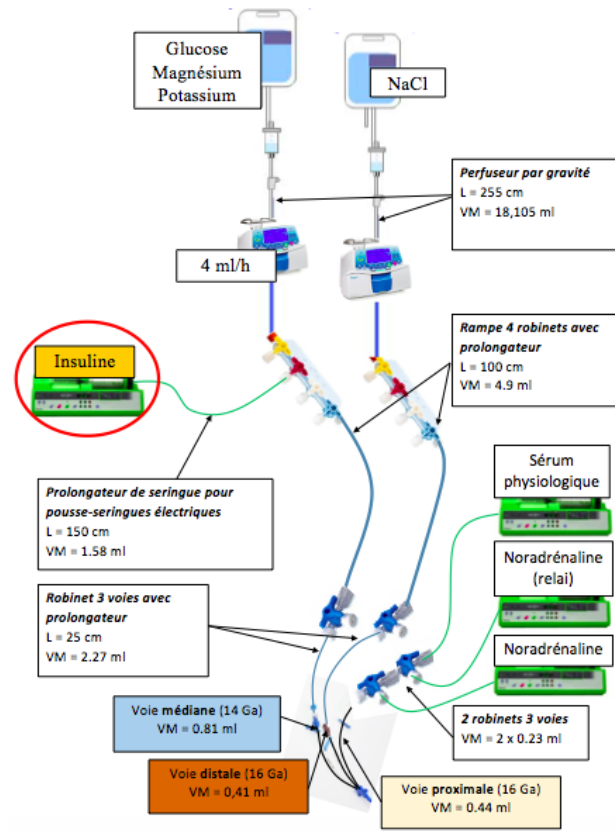 Glucose
Magnésium
Potassium
NaCl
Perfuseur par gravité
L = 255 cm
VM = 18,105 ml
4 ml/h
Rampe 4 robinets avec
prolongateur
L = 100 cm
VM = 4.9 ml
Insuline
Sérum
physiologique
Prolongateur de seringue pour
pousse-seringues électriques
L = 150 cm
VM = 1.58 ml
Noradrénaline
(relai)
Robinet 3 voies avec
prolongateur
L = 25 cm
VM = 2.27 ml
Noradrénaline
Voie médiane (14 Ga)
VM = 0.81 ml
2 robinets 3 voies
VM = 2 x 0.23 ml
Voie distale (16 Ga)
VM = 0,41 ml
Voie proximale (16 Ga)
VM = 0.44 ml